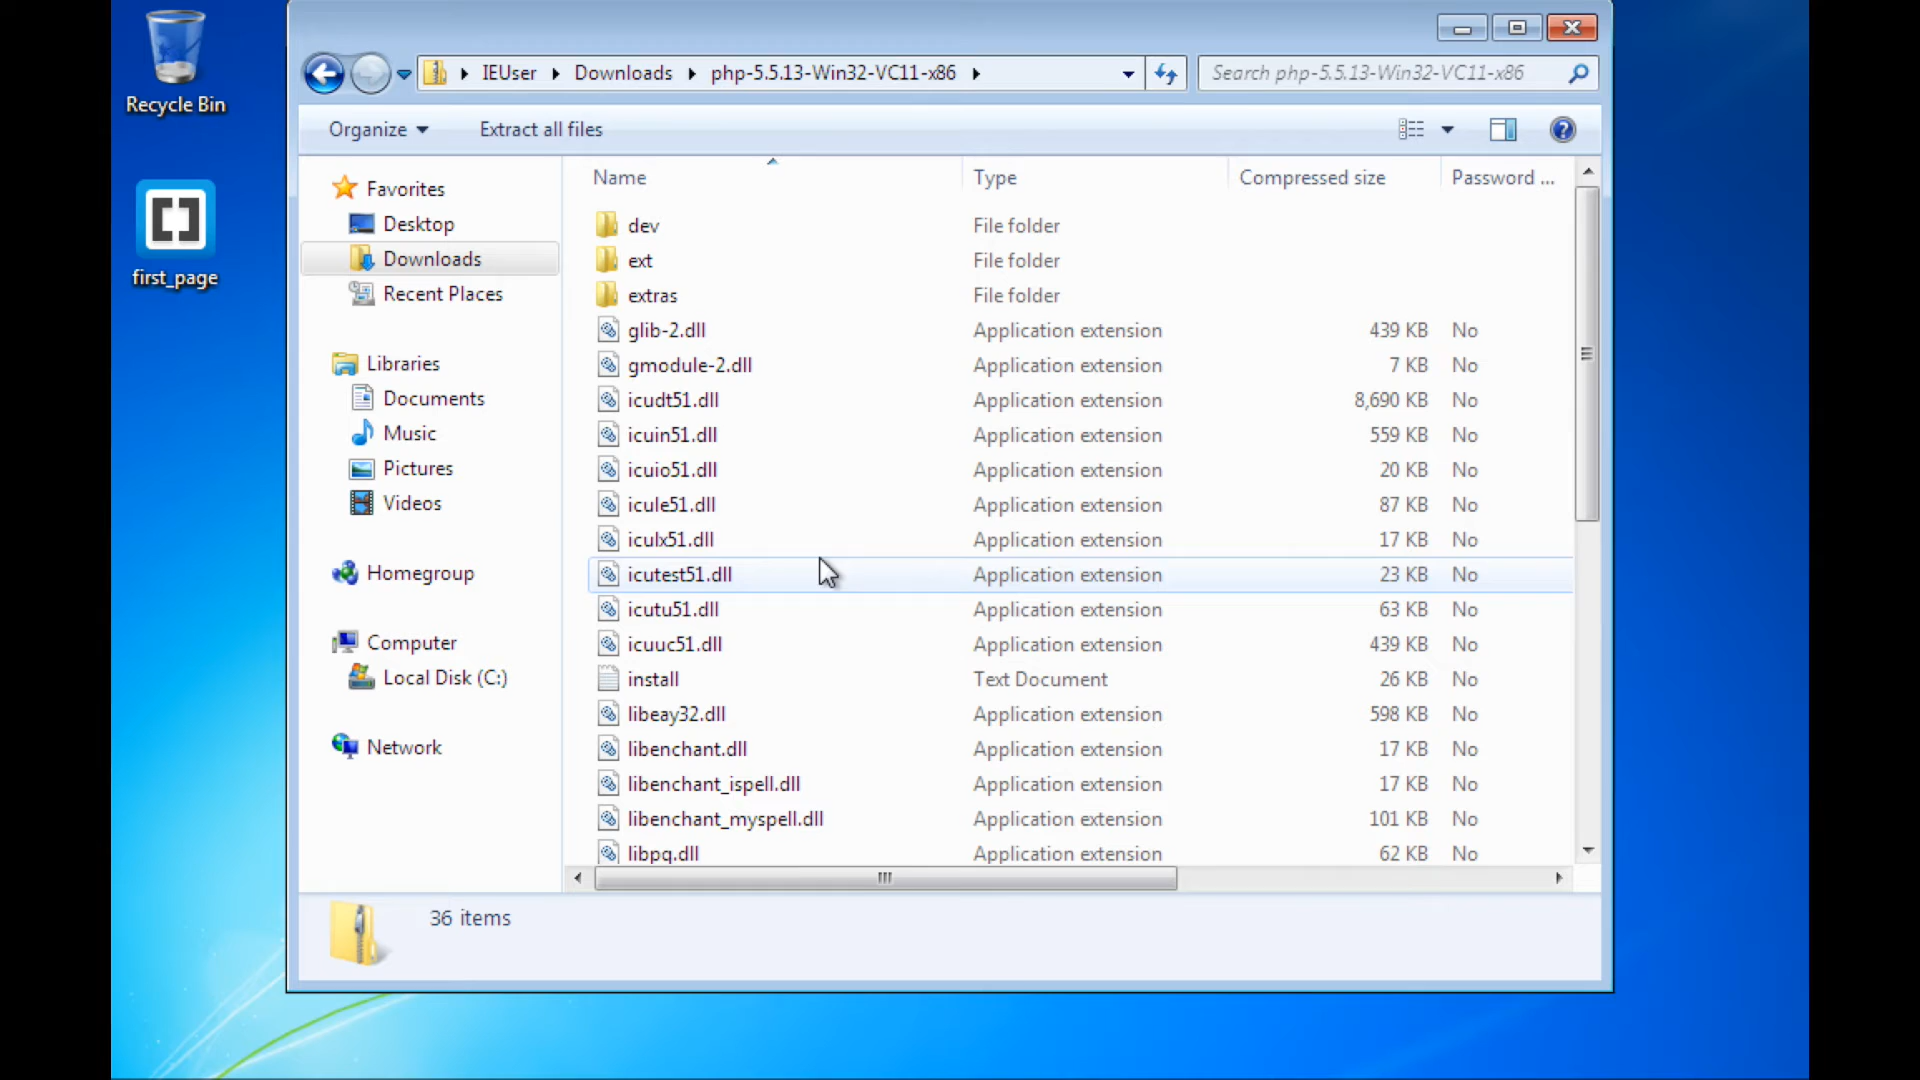 Recycle Bin
first_page
IEUser Downloads php-5.5.13-Win32-VC11-x86
Search php-5.5.13-Win32-VC11-x86
Organize Extract all files
Favorites
Desktop
Downloads
Recent Places
Libraries
Documents
Music
Pictures
Videos
Homegroup
Computer
Local Disk (C:)
Network
Name Type Compressed size Password ...
dev File folder
ext File folder
extras File folder
glib-2.dll Application extension 439 KB No
gmodule-2.dll Application extension 7 KB No
icudt51.dll Application extension 8,690 KB No
icuin51.dll Application extension 559 KB No
icuio51.dll Application extension 20 KB No
icule51.dll Application extension 87 KB No
iculx51.dll Application extension 17 KB No
icutest51.dll Application extension 23 KB No
icutu51.dll Application extension 63 KB No
icuuc51.dll Application extension 439 KB No
install Text Document 26 KB No
libeay32.dll Application extension 598 KB No
libenchant.dll Application extension 17 KB No
libenchant_ispell.dll Application extension 17 KB No
libenchant_myspell.dll Application extension 101 KB No
libpq.dll Application extension 62 KB No
36 items